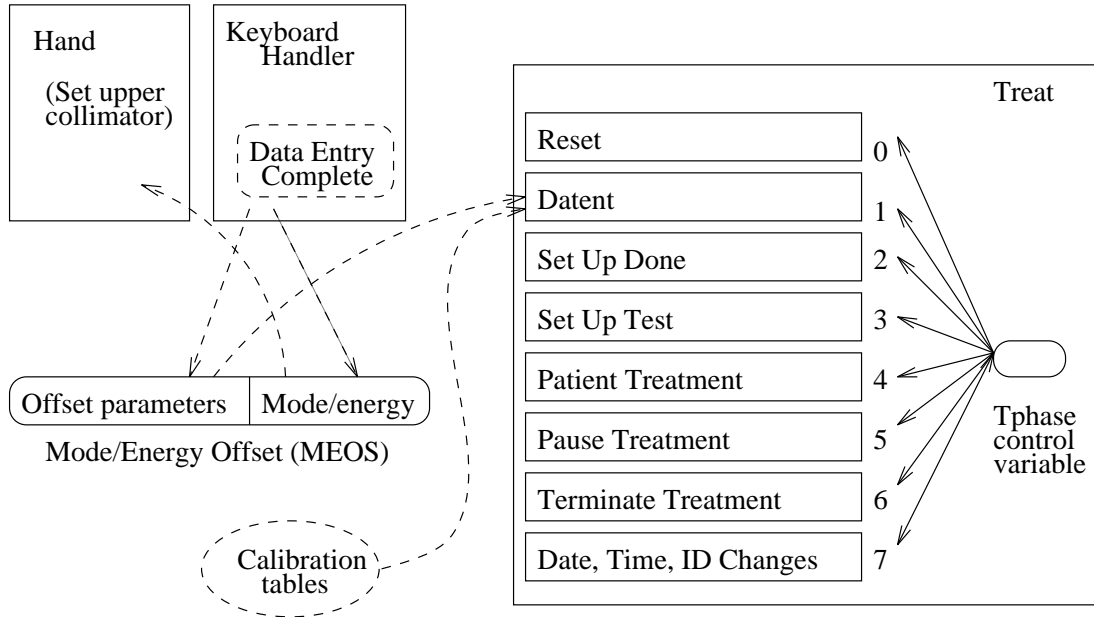 Hand
(Set upper
collimator)
Keyboard
Handler
Data Entry
Complete
Offset parameters
Mode/energy
Mode/Energy Offset (MEOS)
Calibration
tables
Treat
Reset
0
Datent
1
Set Up Done
2
Set Up Test
3
Patient Treatment
4
Pause Treatment
5
Terminate Treatment
6
Date, Time, ID Changes
7
Tphase
control
variable